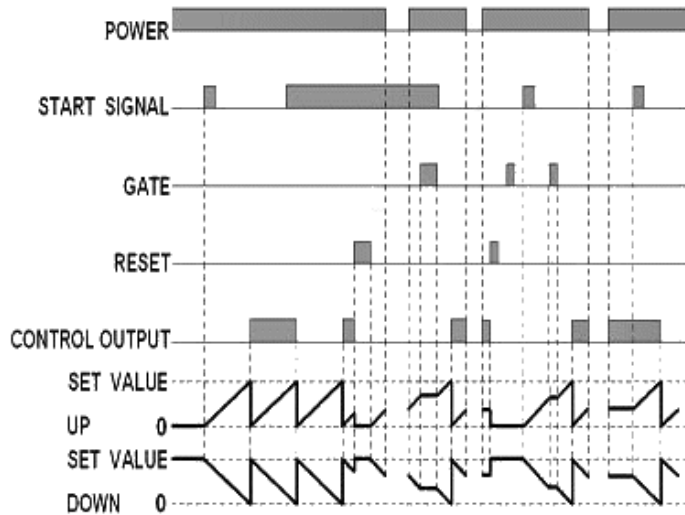 POWER
START SIGNAL
GATE
RESET
CONTROL OUTPUT
SET VALUE
UP 0
SET VALUE
DOWN 0